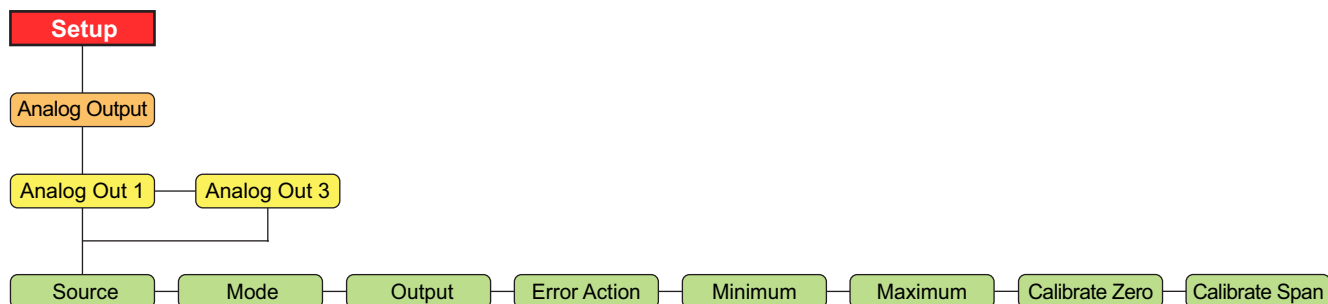 Setup
Analog Output
Analog Out 1
Analog Out 3
Source
Mode
Output
Error Action
Minimum
Maximum
Calibrate Zero
Calibrate Span